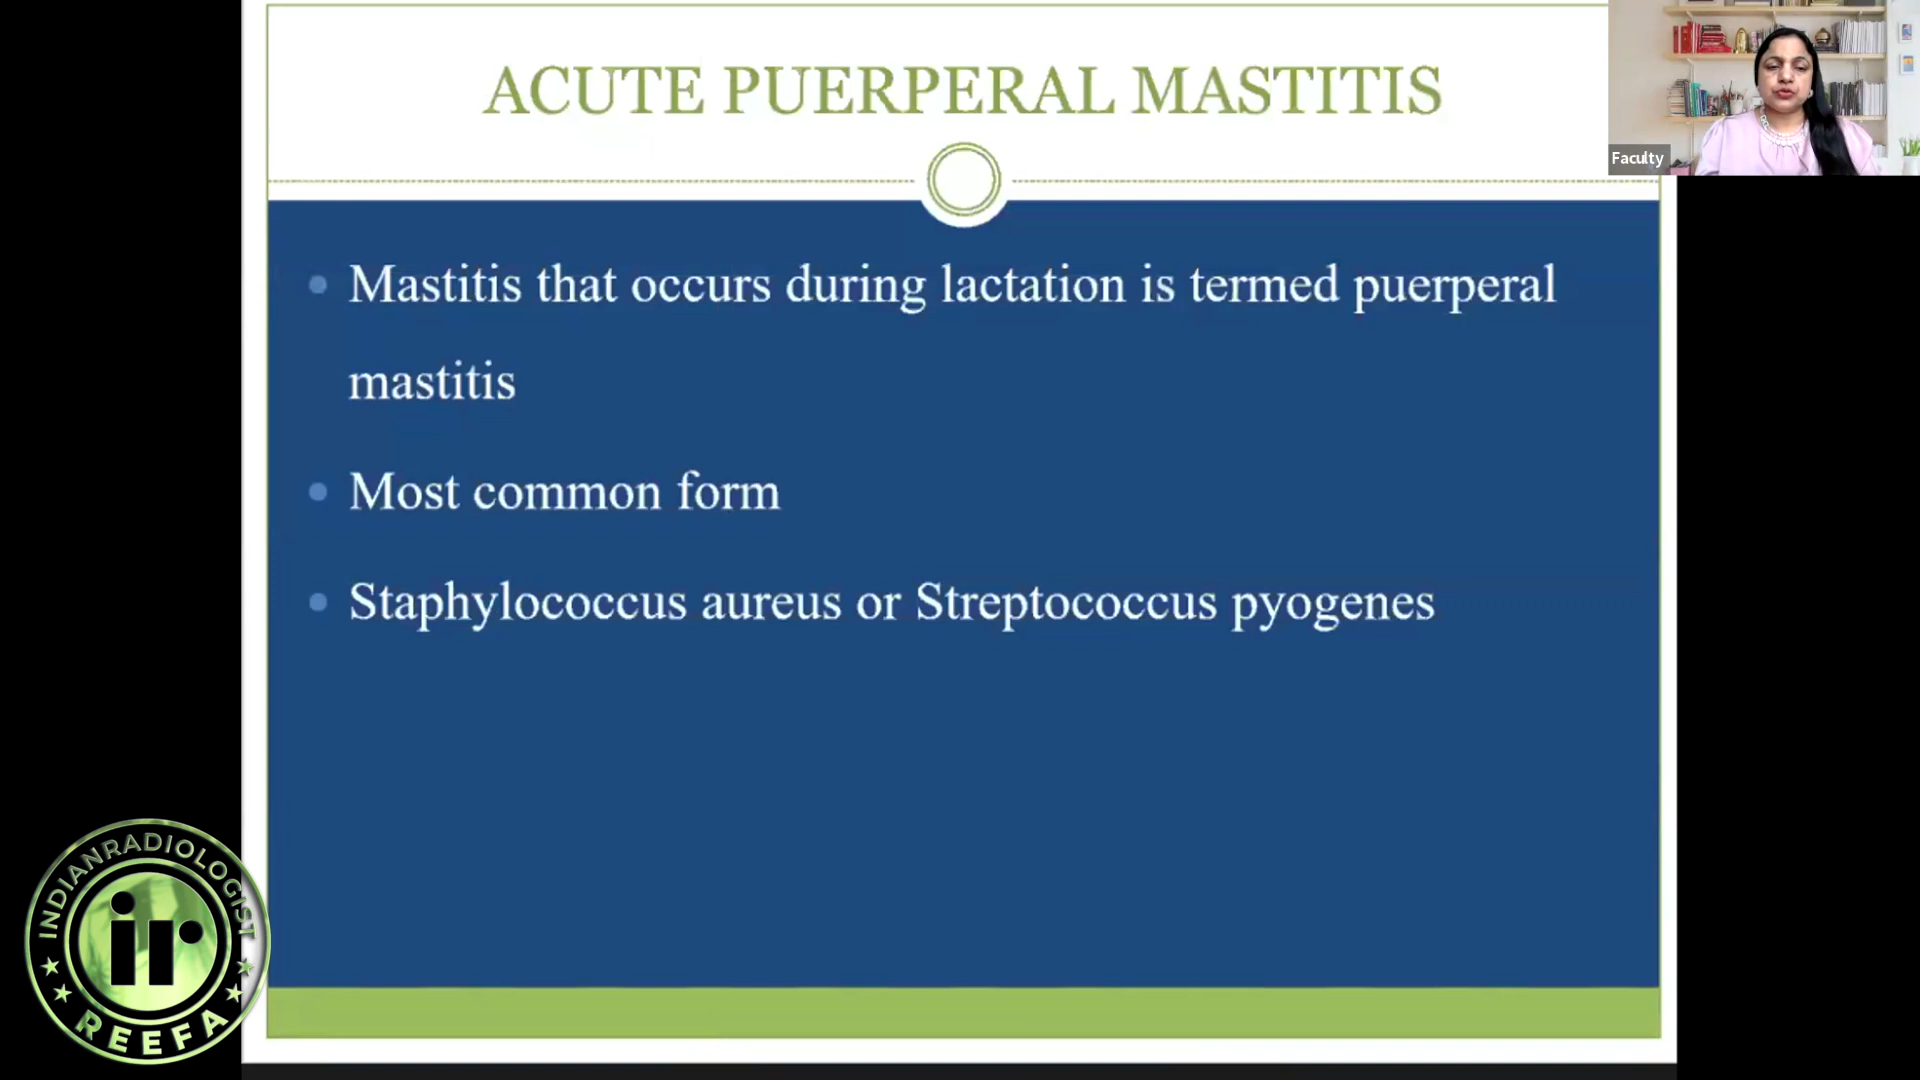 ACUTE PUERPERAL MASTITIS
Faculty
Mastitis that occurs during lactation is termed puerperal
mastitis
Most common form
Staphylococcus aureus or Streptococcus pyogenes
INDIANRADIOLOGIST
ir
REEFA